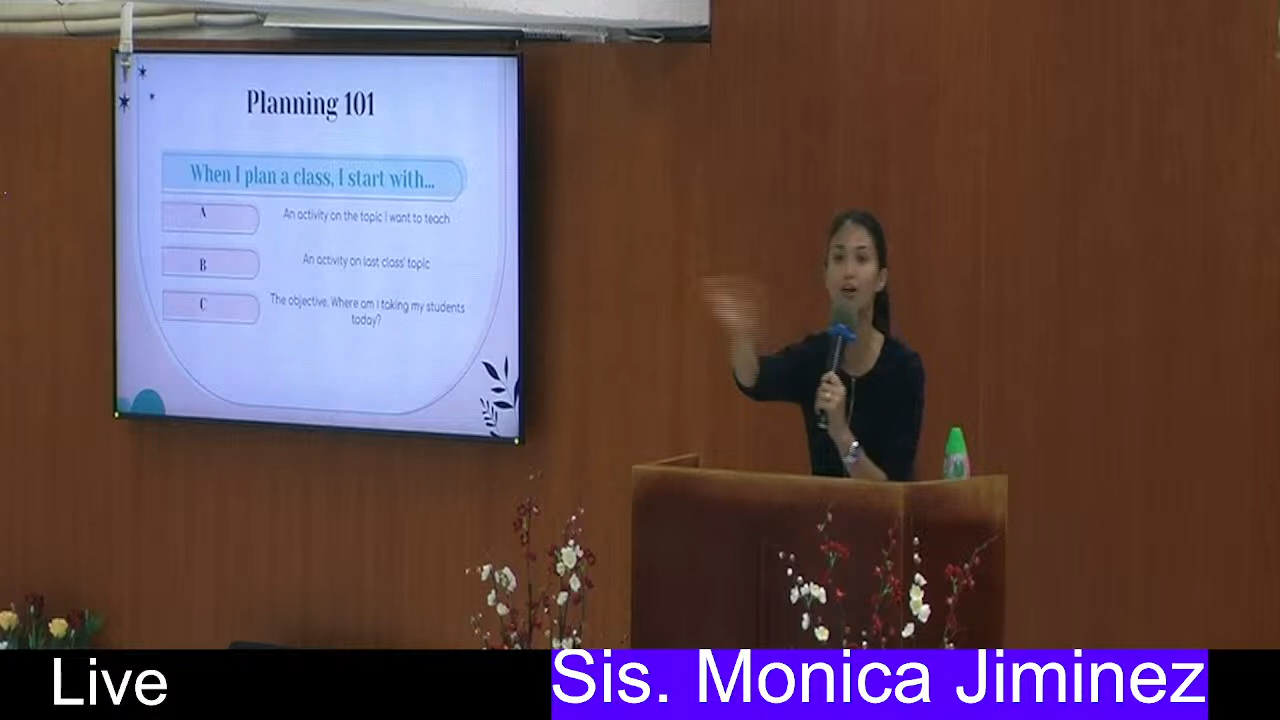 Planning 101
When I plan a class, I start with...
A
An activity on the topic I want to teach
B
An activity on last class' topic
C
The objective. Where am I taking my students
today?
Live
Sis. Monica Jiminez